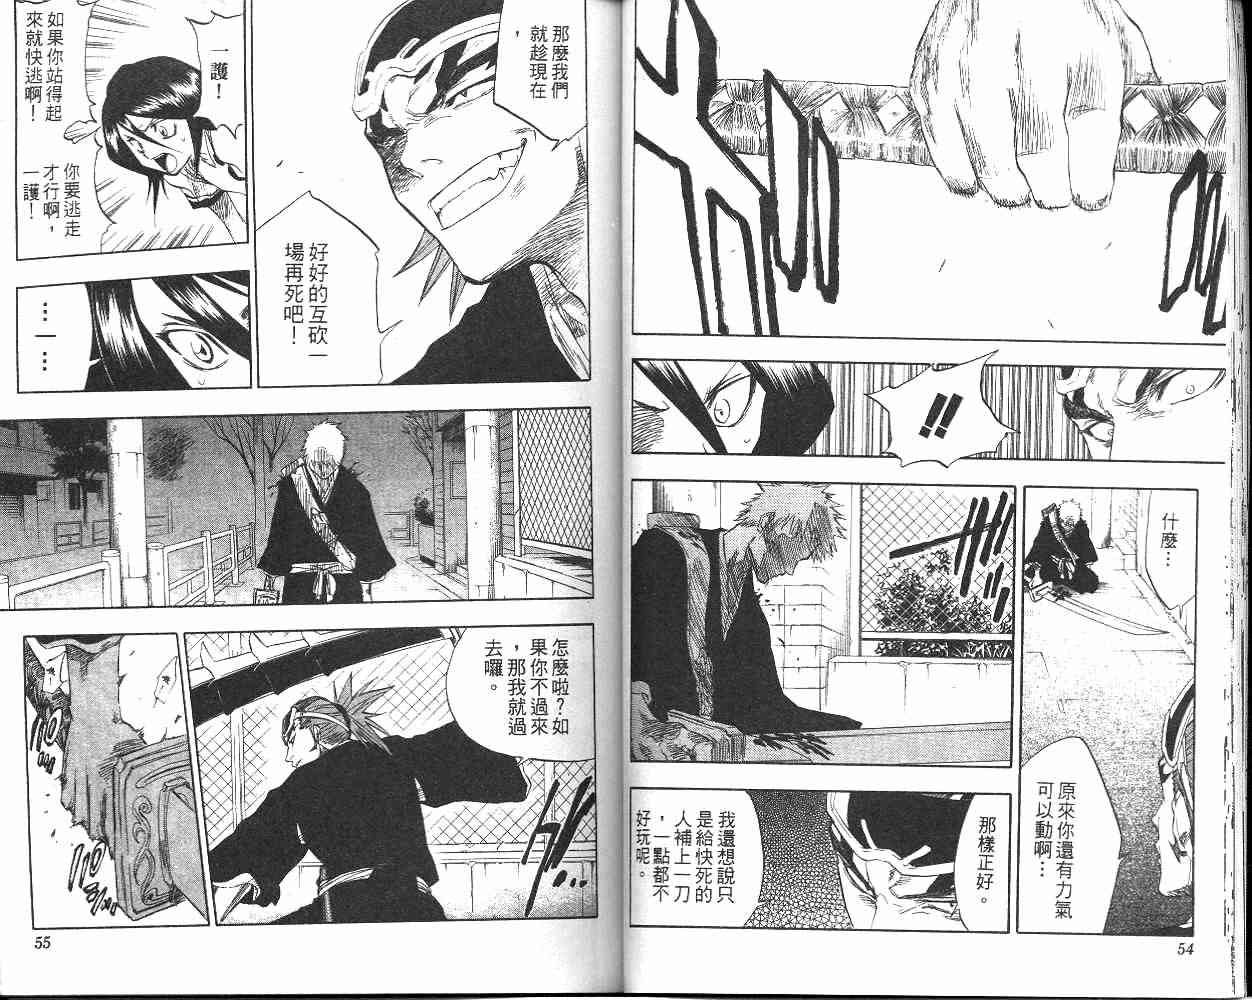 !!
什麼…
原來你還有力氣
可以動啊…
那樣正好。
我還想說只
是給快死的
人補上一刀
，一點都不
好玩呢。
54
那麼我們
就趁現在
，
好好的互砍一
場再死吧！
一護！
如果你站得起
來就快逃啊！
你要逃走
才行啊，
一護！
…一…
怎麼啦？如
果你不過來
，那我就過
去囉。
55